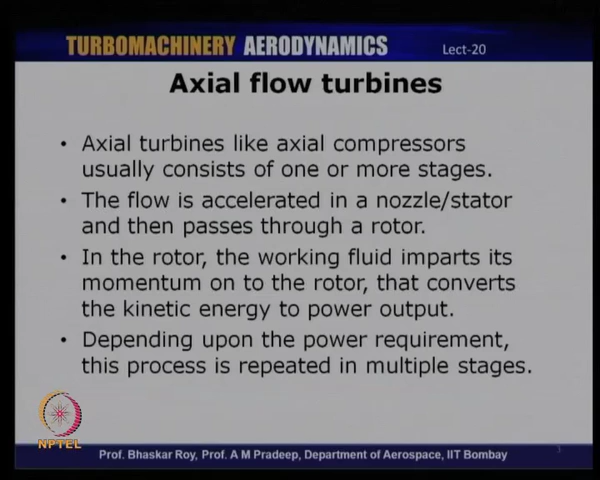 TURBOMACHINERY AERODYNAMICS Lect-20
Axial flow turbines
• Axial turbines like axial compressors
usually consists of one or more stages.
• The flow is accelerated in a nozzle/stator
and then passes through a rotor.
• In the rotor, the working fluid imparts its
momentum on to the rotor, that converts
the kinetic energy to power output.
• Depending upon the power requirement,
this process is repeated in multiple stages.
NPTEL
Prof. Bhaskar Roy, Prof. A M Pradeep, Department of Aerospace, IIT Bombay